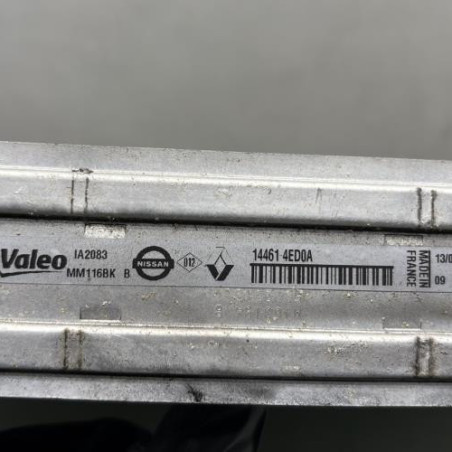 Valeo
IA2083
MM1168K B
NISSAN
012
14461 4ED0A
MADE IN
FRANCE
13/0
09